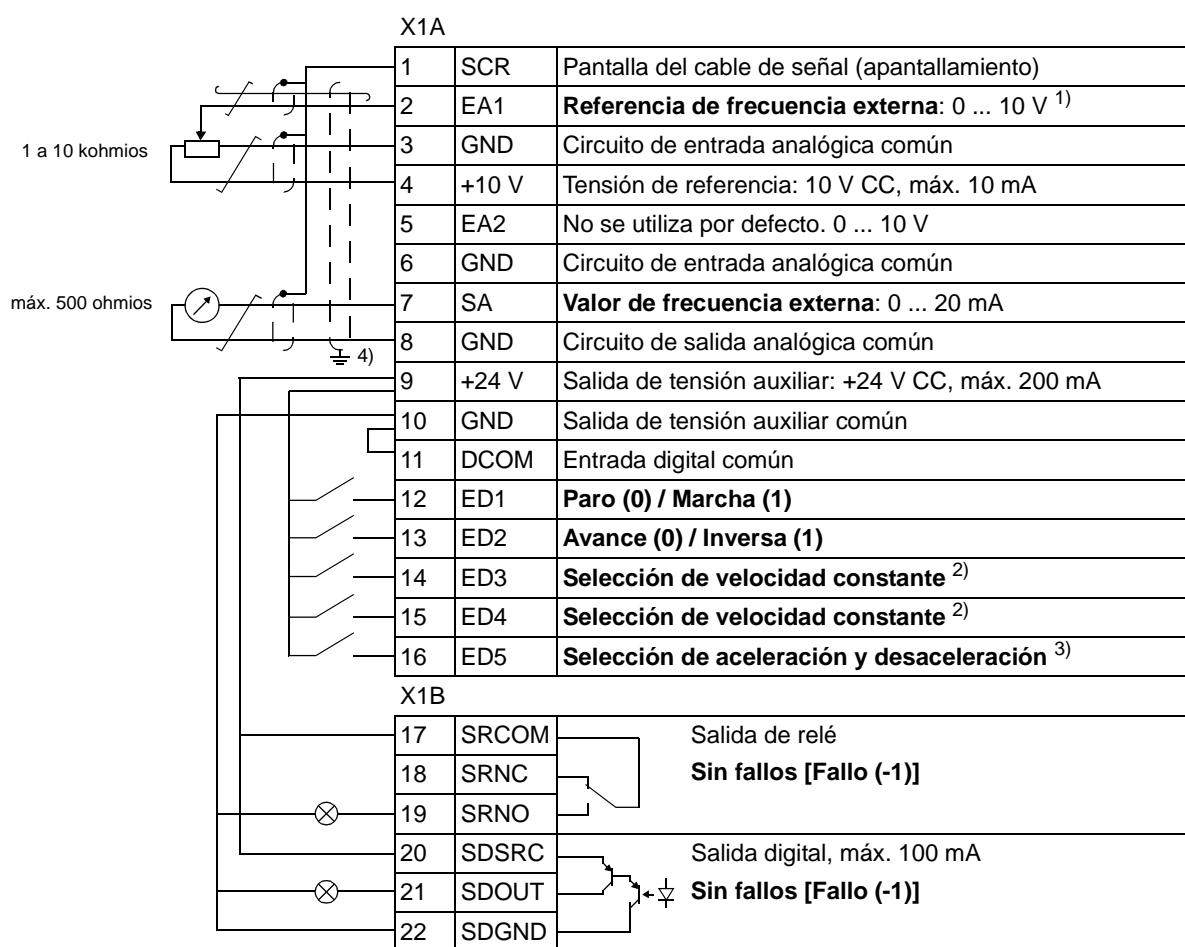 X1A
1 SCR Pantalla del cable de señal (apantallamiento)
2 EA1 Referencia de frecuencia externa: 0 ... 10 V 1)
1 a 10 kohmios
3 GND Circuito de entrada analógica común
4 +10 V Tensión de referencia: 10 V CC, máx. 10 mA
5 EA2 No se utiliza por defecto. 0 ... 10 V
6 GND Circuito de entrada analógica común
máx. 500 ohmios
7 SA Valor de frecuencia externa: 0 ... 20 mA
8 GND Circuito de salida analógica común
4)
9 +24 V Salida de tensión auxiliar: +24 V CC, máx. 200 mA
10 GND Salida de tensión auxiliar común
11 DCOM Entrada digital común
12 ED1 Paro (0) / Marcha (1)
13 ED2 Avance (0) / Inversa (1)
14 ED3 Selección de velocidad constante 2)
15 ED4 Selección de velocidad constante 2)
16 ED5 Selección de aceleración y desaceleración 3)
X1B
17 SRCOM Salida de relé
18 SRNC Sin fallos [Fallo (-1)]
19 SRNO
20 SDSRC Salida digital, máx. 100 mA
21 SDOUT Sin fallos [Fallo (-1)]
22 SDGND